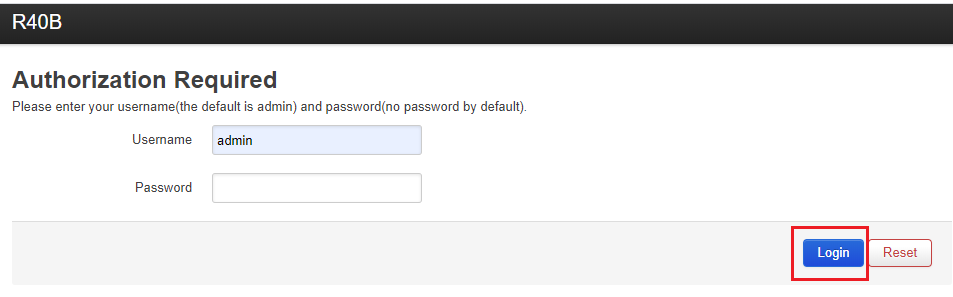 R40B
Authorization Required
Please enter your username(the default is admin) and password(no password by default).
Username admin
Password
Login Reset